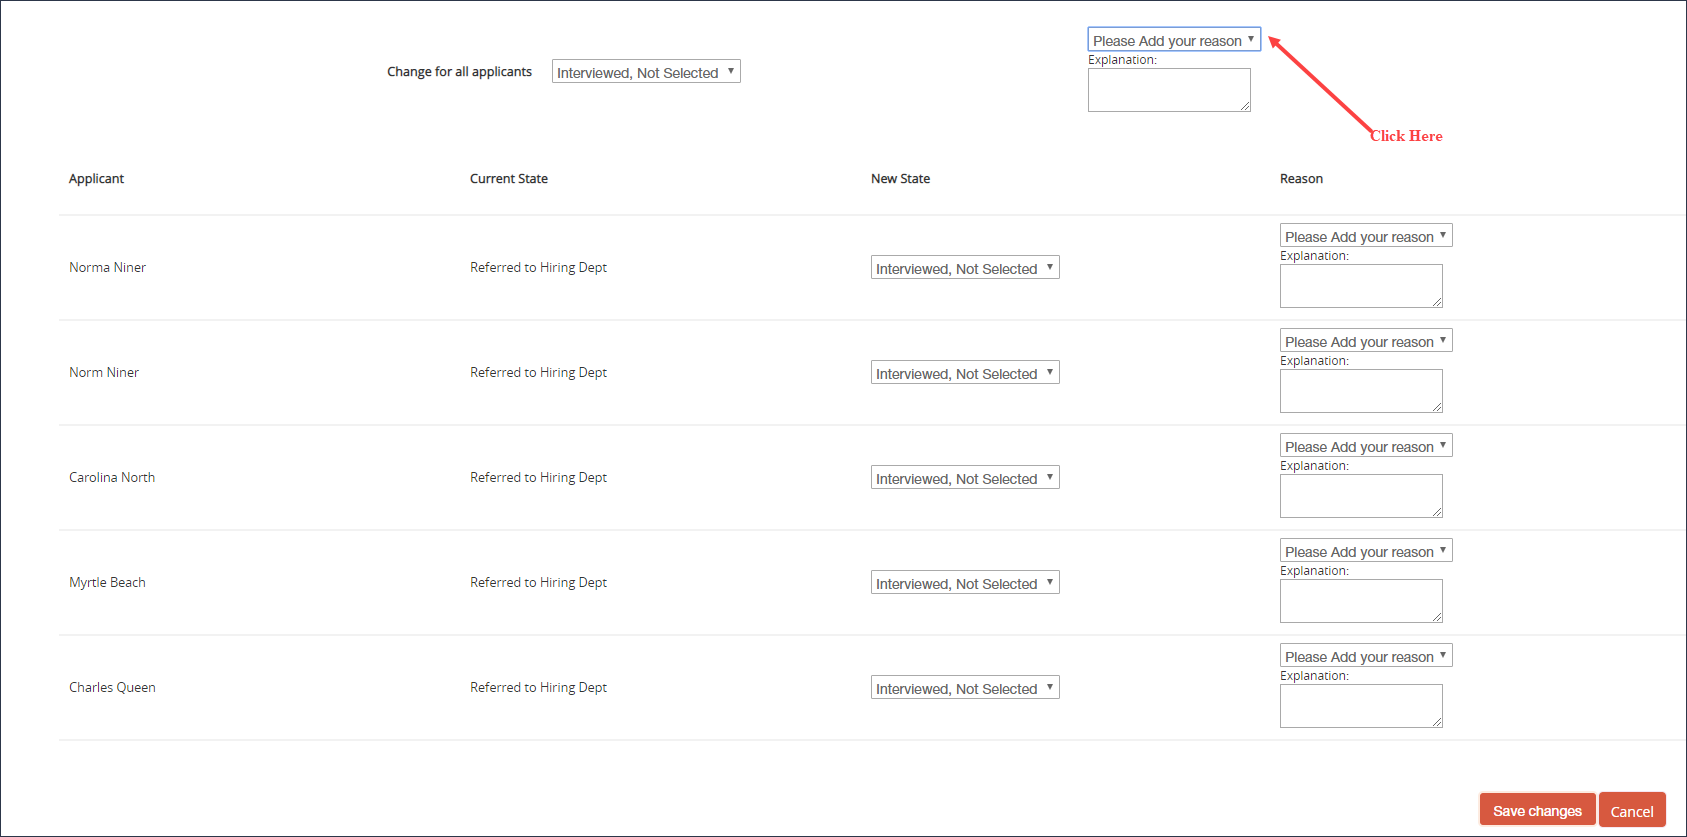 Please Add your reason
Change for all applicants Interviewed, Not Selected
Explanation:
Click Here
Applicant Current State New State Reason
Please Add your reason
Explanation:
Norma Niner Referred to Hiring Dept Interviewed, Not Selected
Please Add your reason
Explanation:
Norm Niner Referred to Hiring Dept Interviewed, Not Selected
Please Add your reason
Explanation:
Carolina North Referred to Hiring Dept Interviewed, Not Selected
Please Add your reason
Explanation:
Myrtle Beach Referred to Hiring Dept Interviewed, Not Selected
Please Add your reason
Explanation:
Charles Queen Referred to Hiring Dept Interviewed, Not Selected
Save changes Cancel